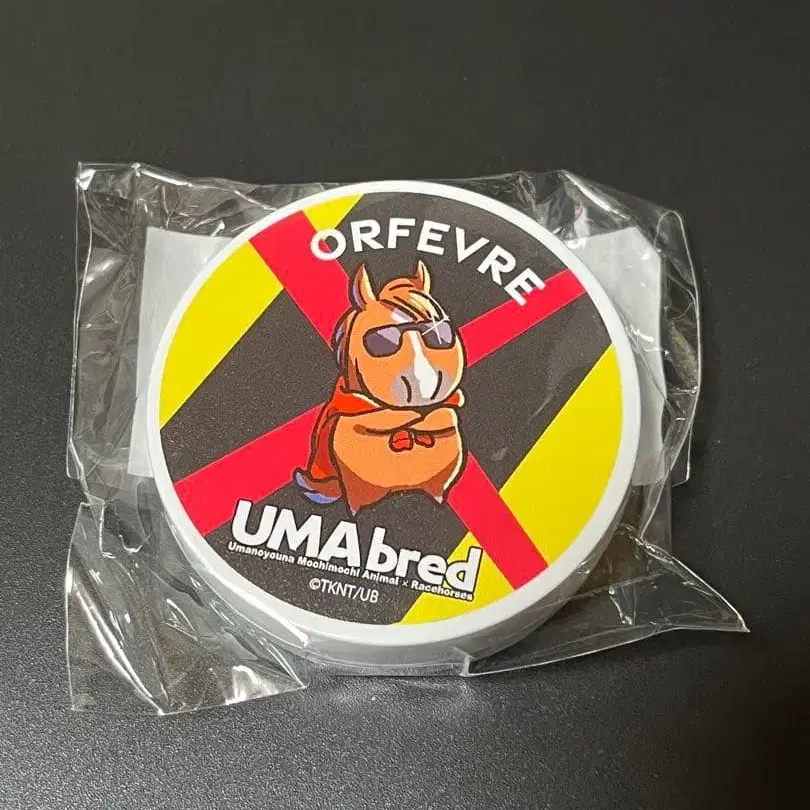 ORFEVRE
UMA bred
Umanoyouna Mochimochi Animal × Racehorses
©TKNT/UB